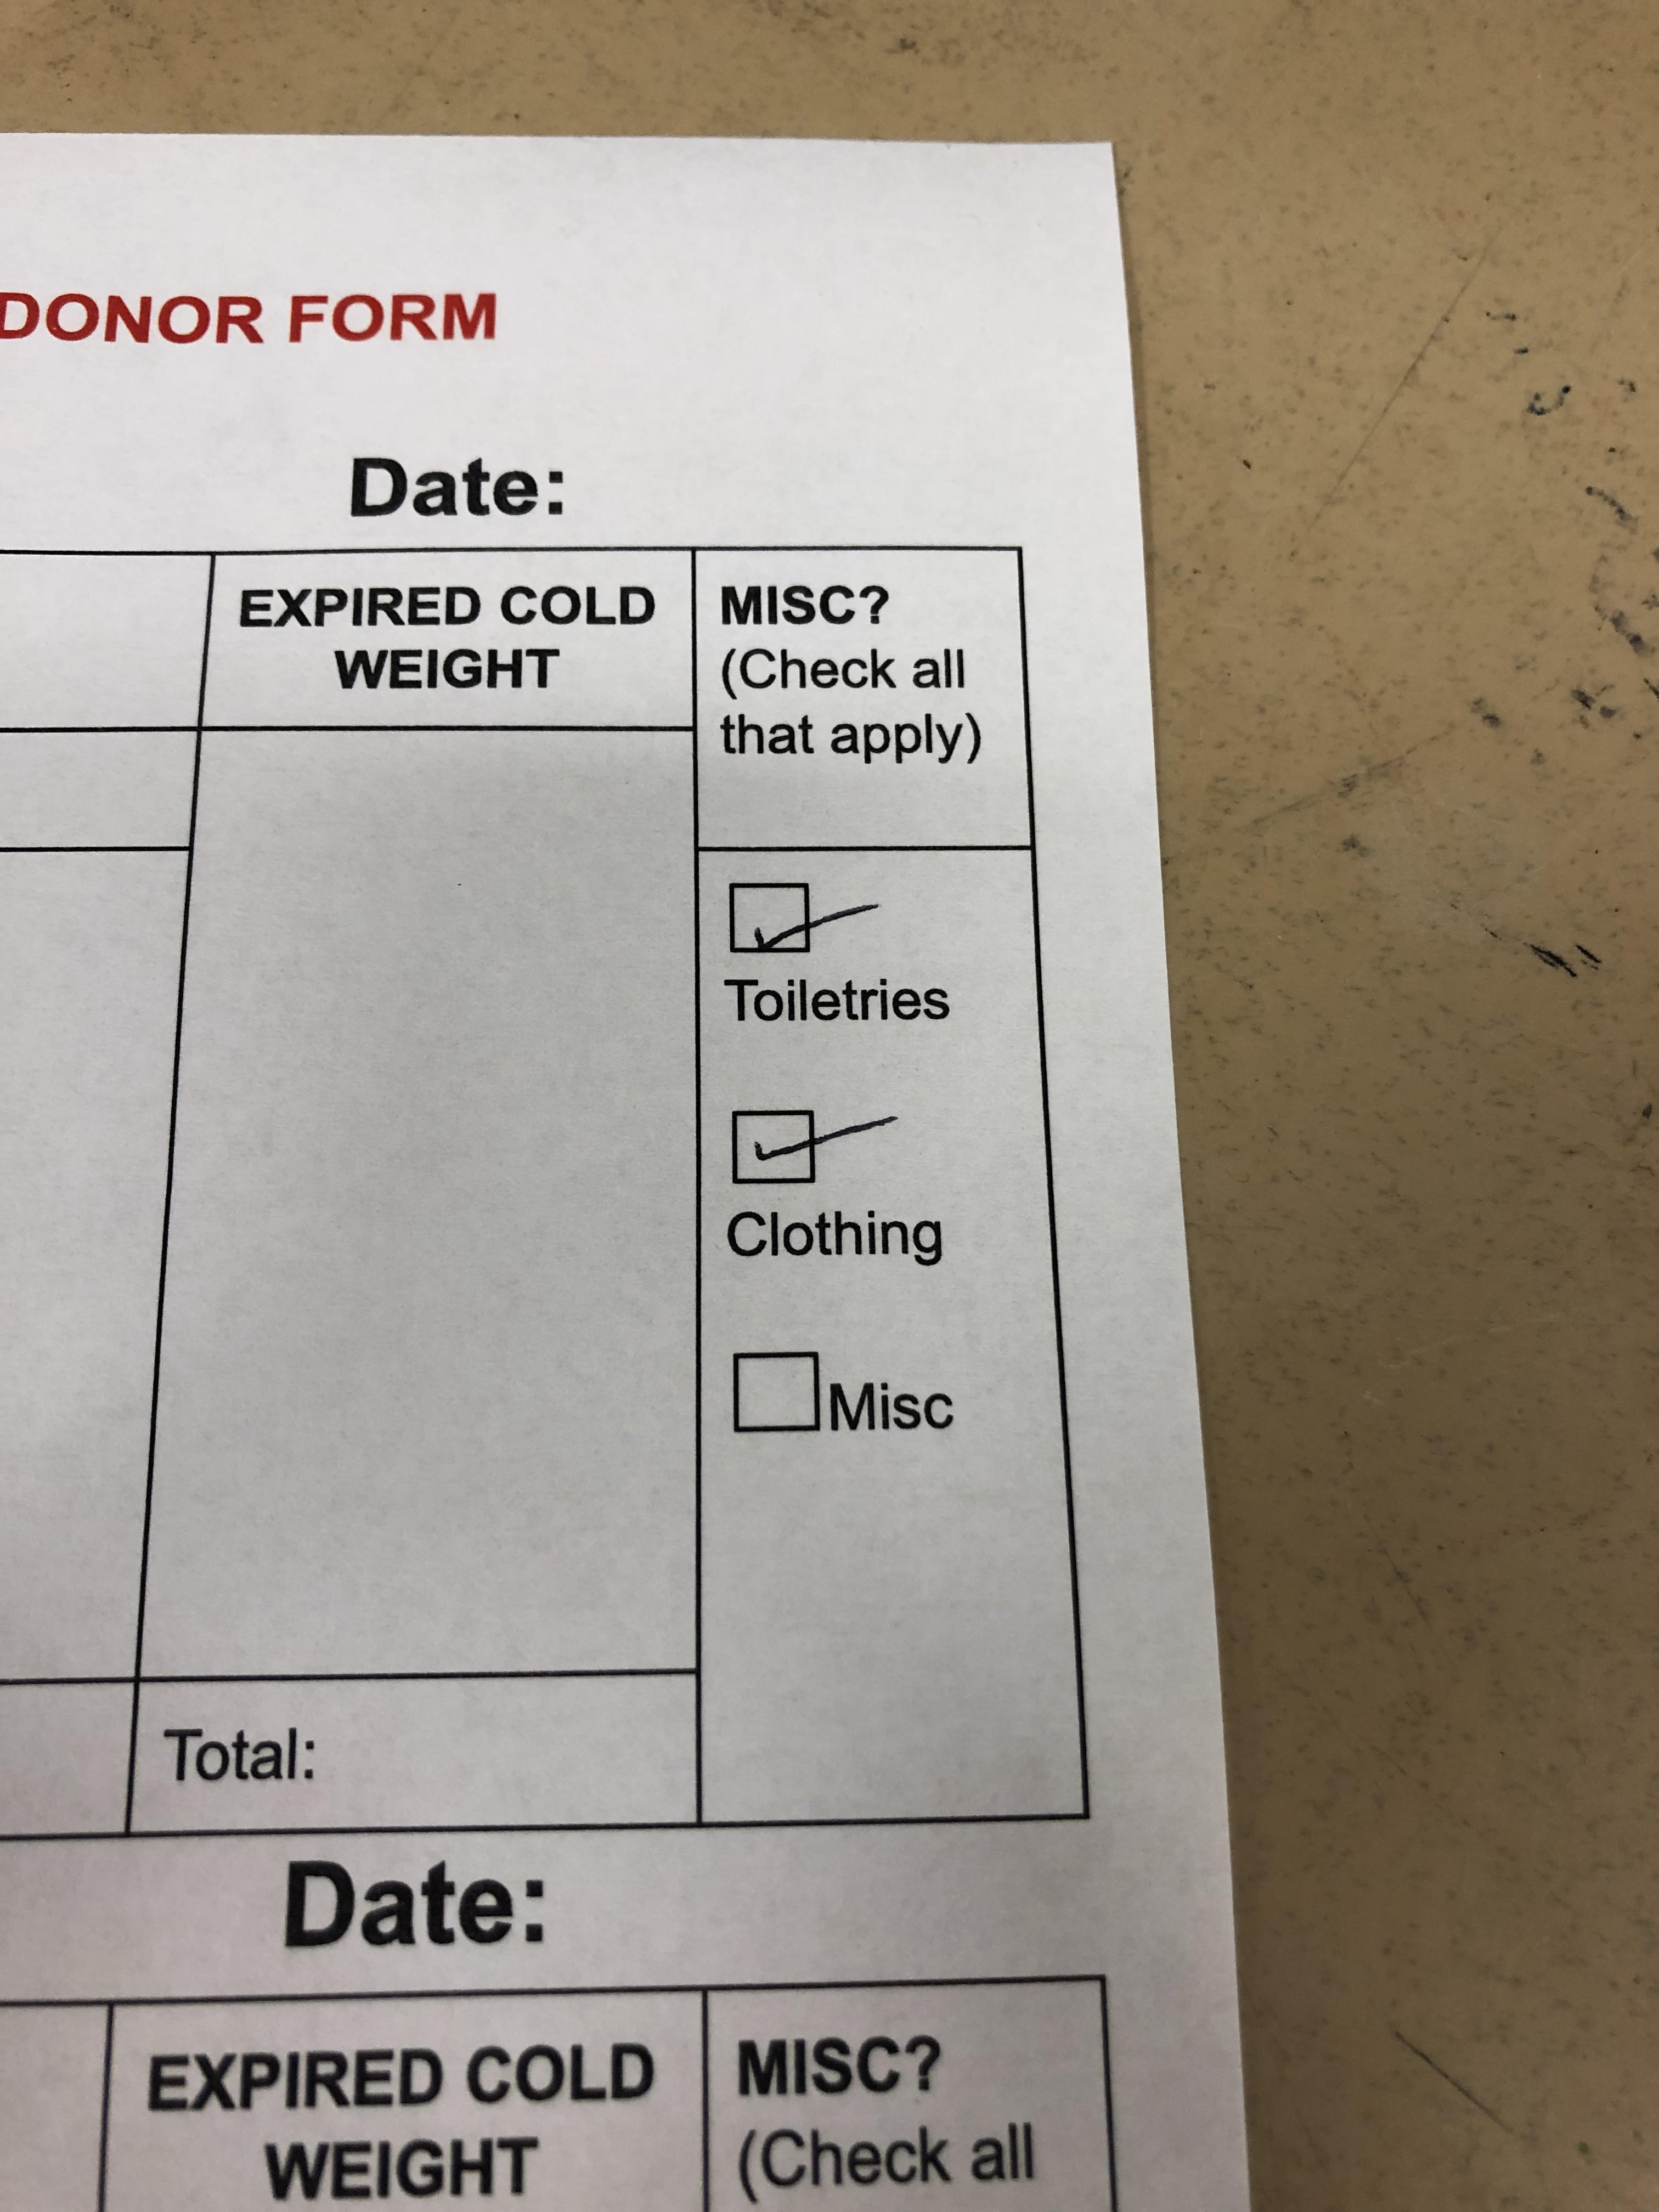 DONOR FORM
Date:
EXPIRED COLD
WEIGHT
MISC?
(Check all
that apply)
Toiletries
Clothing
Misc
Total:
Date:
EXPIRED COLD
WEIGHT
MISC?
(Check all